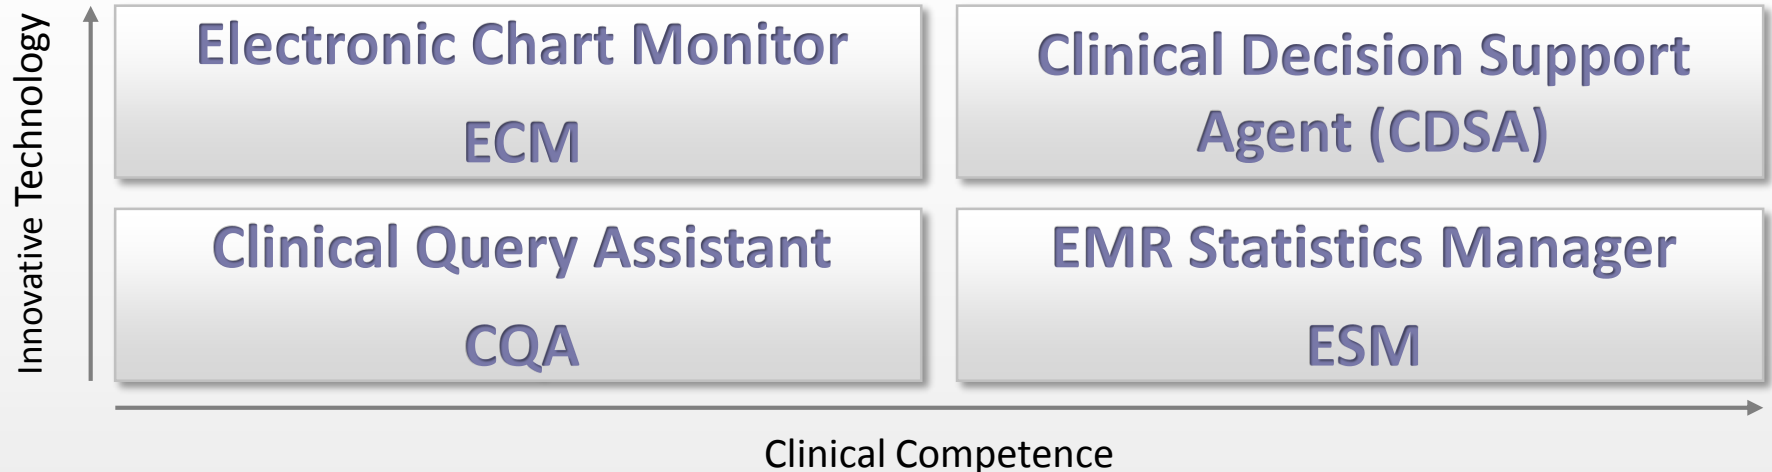 Innovative Technology
Electronic Chart Monitor
ECM
Clinical Decision Support
Agent (CDSA)
Clinical Query Assistant
CQA
EMR Statistics Manager
ESM
Clinical Competence